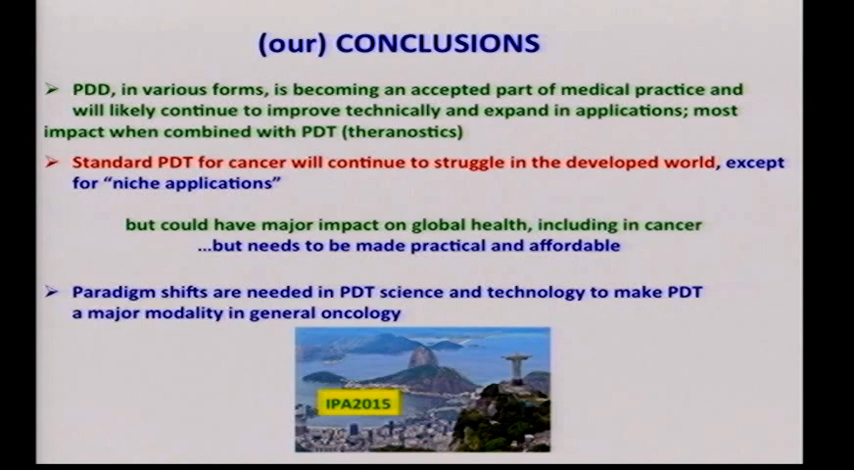 (our) CONCLUSIONS
PDD, in various forms, is becoming an accepted part of medical practice and
will likely continue to improve technically and expand in applications; most
impact when combined with PDT (theranostics)
Standard PDT for cancer will continue to struggle in the developed world, except
for “niche applications”
but could have major impact on global health, including in cancer
...but needs to be made practical and affordable
Paradigm shifts are needed in PDT science and technology to make PDT
a major modality in general oncology
IPA2015